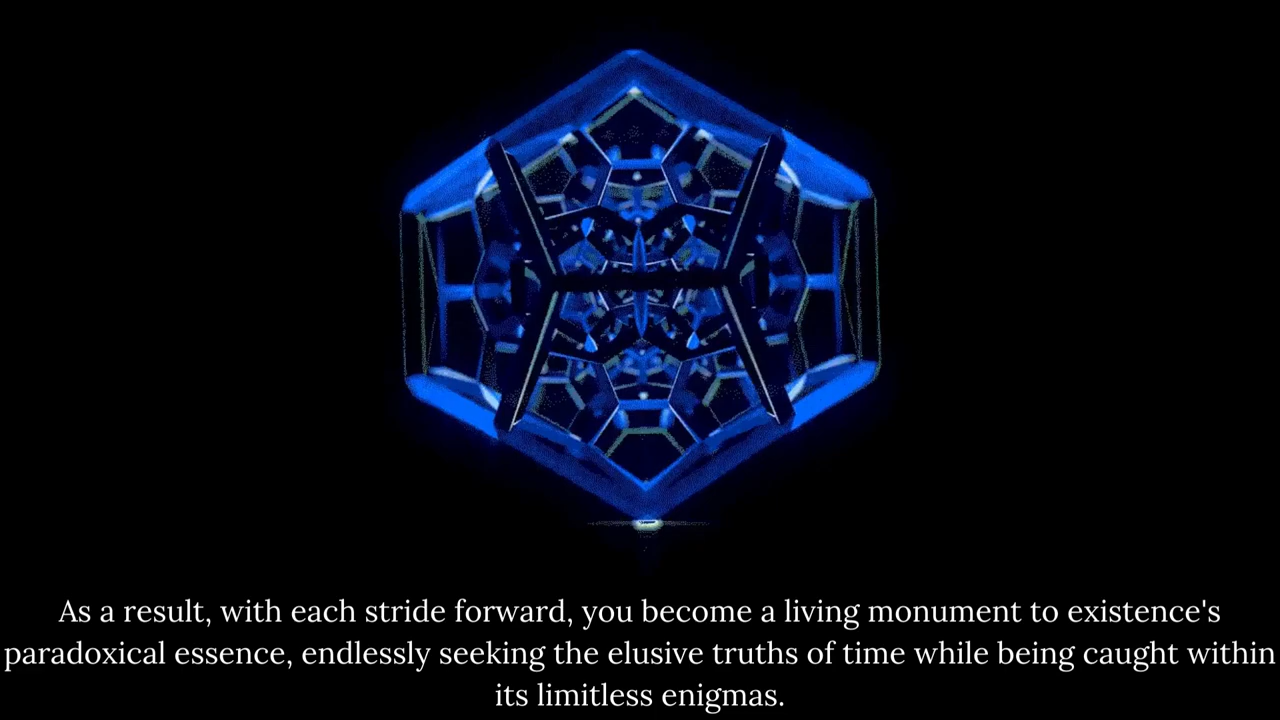 As a result, with each stride forward, you become a living monument to existence's
paradoxical essence, endlessly seeking the elusive truths of time while being caught within
its limitless enigmas.